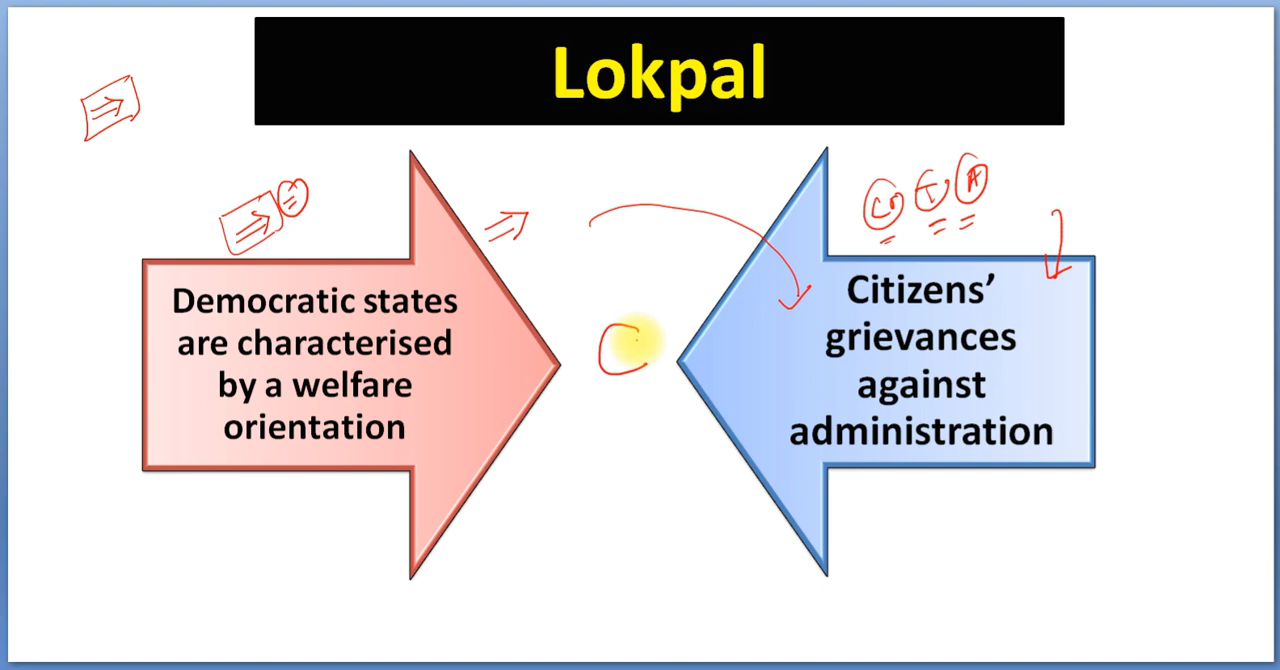 Lokpal
Democratic states
are characterised
by a welfare
orientation
Citizens’
grievances
against
administration